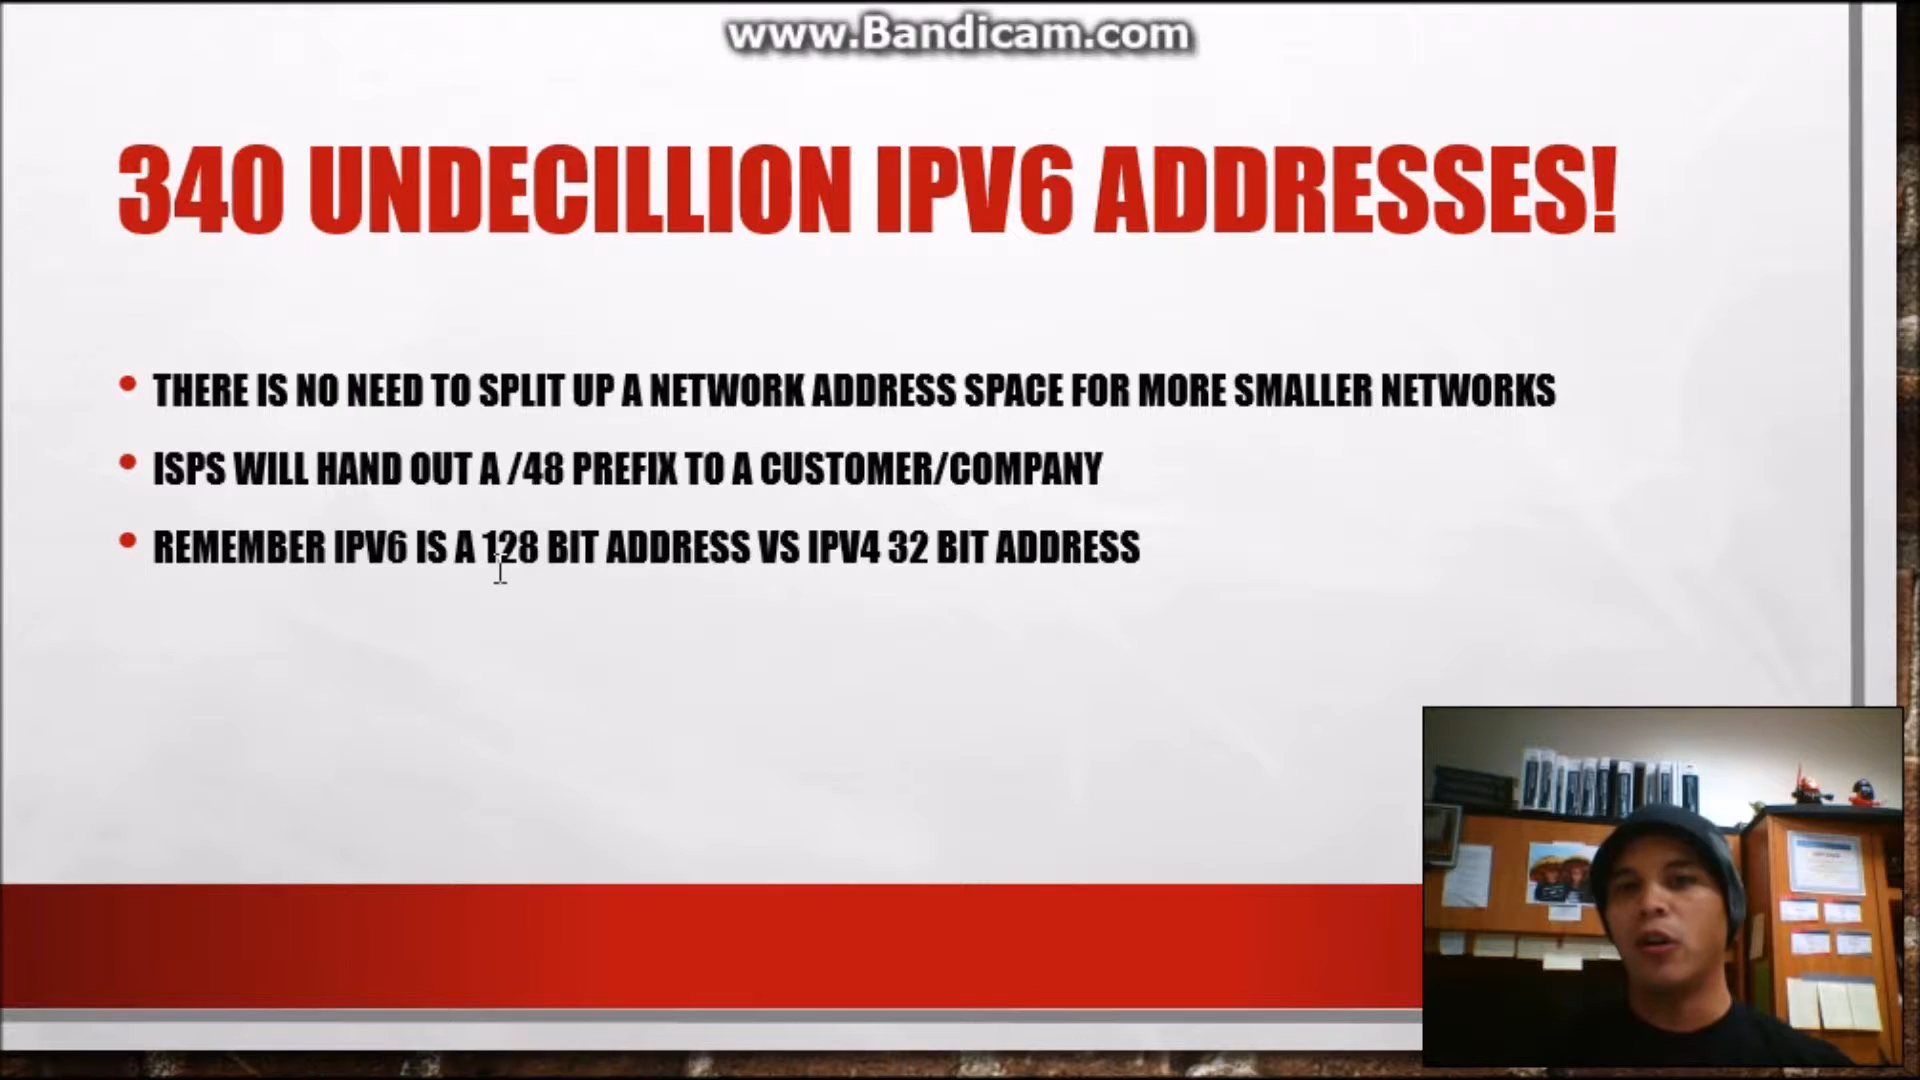 www.Bandicam.com
340 UNDECILLION IPV6 ADDRESSES!
• THERE IS NO NEED TO SPLIT UP A NETWORK ADDRESS SPACE FOR MORE SMALLER NETWORKS
• ISPS WILL HAND OUT A /48 PREFIX TO A CUSTOMER/COMPANY
• REMEMBER IPV6 IS A 128 BIT ADDRESS VS IPV4 32 BIT ADDRESS